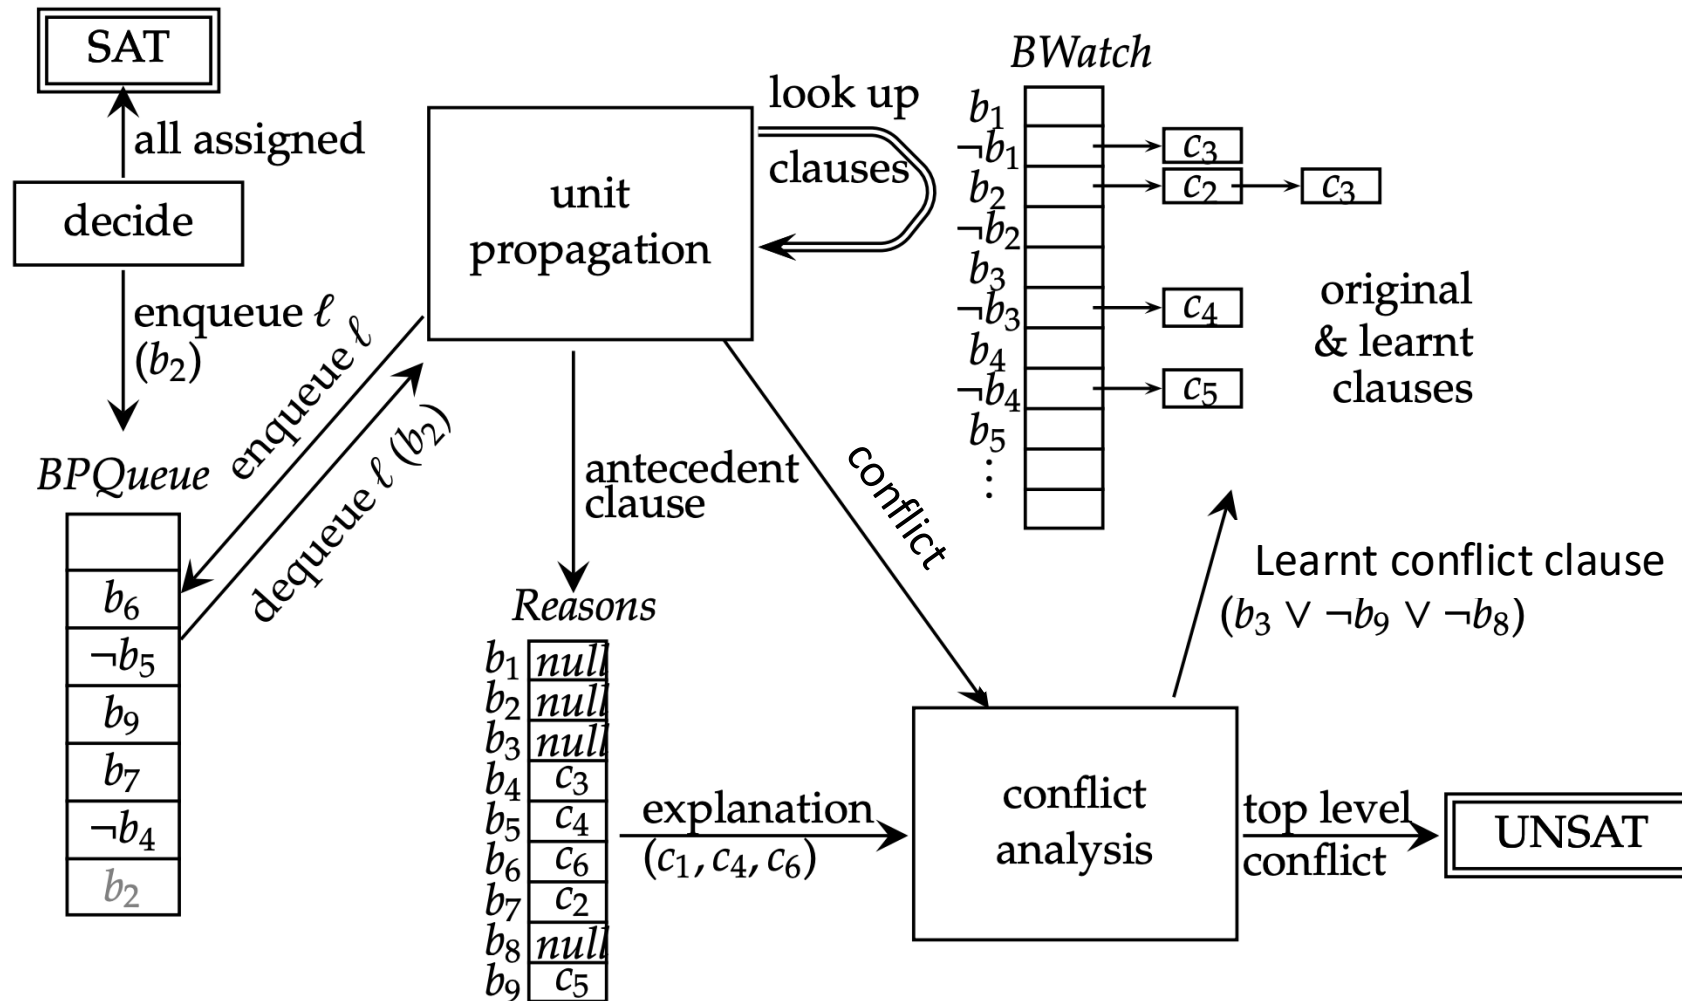 SAT
all assigned
decide
enqueue ℓ
(b₂)
BPQueue
b₆
¬b₅
b₉
b₇
¬b₄
b₂
enqueue ℓ
dequeue ℓ (b₂)
unit
propagation
look up
clauses
antecedent
clause
conflict
Reasons
b₁ null
b₂ null
b₃ null
b₄ c₃
b₅ c₄
b₆ c₆
b₇ c₂
b₈ null
b₉ c₅
explanation
(c₁, c₄, c₆)
BWatch
b₁
¬b₁ c₃
b₂ c₂ c₃
¬b₂
b₃
¬b₃ c₄
b₄
¬b₄ c₅
b₅
⋮
original
& learnt
clauses
Learnt conflict clause
(b₃ ∨ ¬b₉ ∨ ¬b₈)
conflict
analysis
top level
conflict
UNSAT